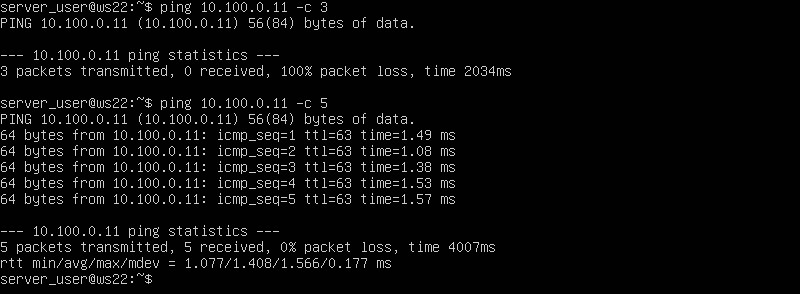 server_user@ws22:~$ ping 10.100.0.11 -c 3
PING 10.100.0.11 (10.100.0.11) 56(84) bytes of data.
--- 10.100.0.11 ping statistics ---
3 packets transmitted, 0 received, 100% packet loss, time 2034ms
server_user@ws22:~$ ping 10.100.0.11 -c 5
PING 10.100.0.11 (10.100.0.11) 56(84) bytes of data.
64 bytes from 10.100.0.11: icmp_seq=1 ttl=63 time=1.49 ms
64 bytes from 10.100.0.11: icmp_seq=2 ttl=63 time=1.08 ms
64 bytes from 10.100.0.11: icmp_seq=3 ttl=63 time=1.38 ms
64 bytes from 10.100.0.11: icmp_seq=4 ttl=63 time=1.53 ms
64 bytes from 10.100.0.11: icmp_seq=5 ttl=63 time=1.57 ms
--- 10.100.0.11 ping statistics ---
5 packets transmitted, 5 received, 0% packet loss, time 4007ms
rtt min/avg/max/mdev = 1.077/1.408/1.566/0.177 ms
server_user@ws22:~$